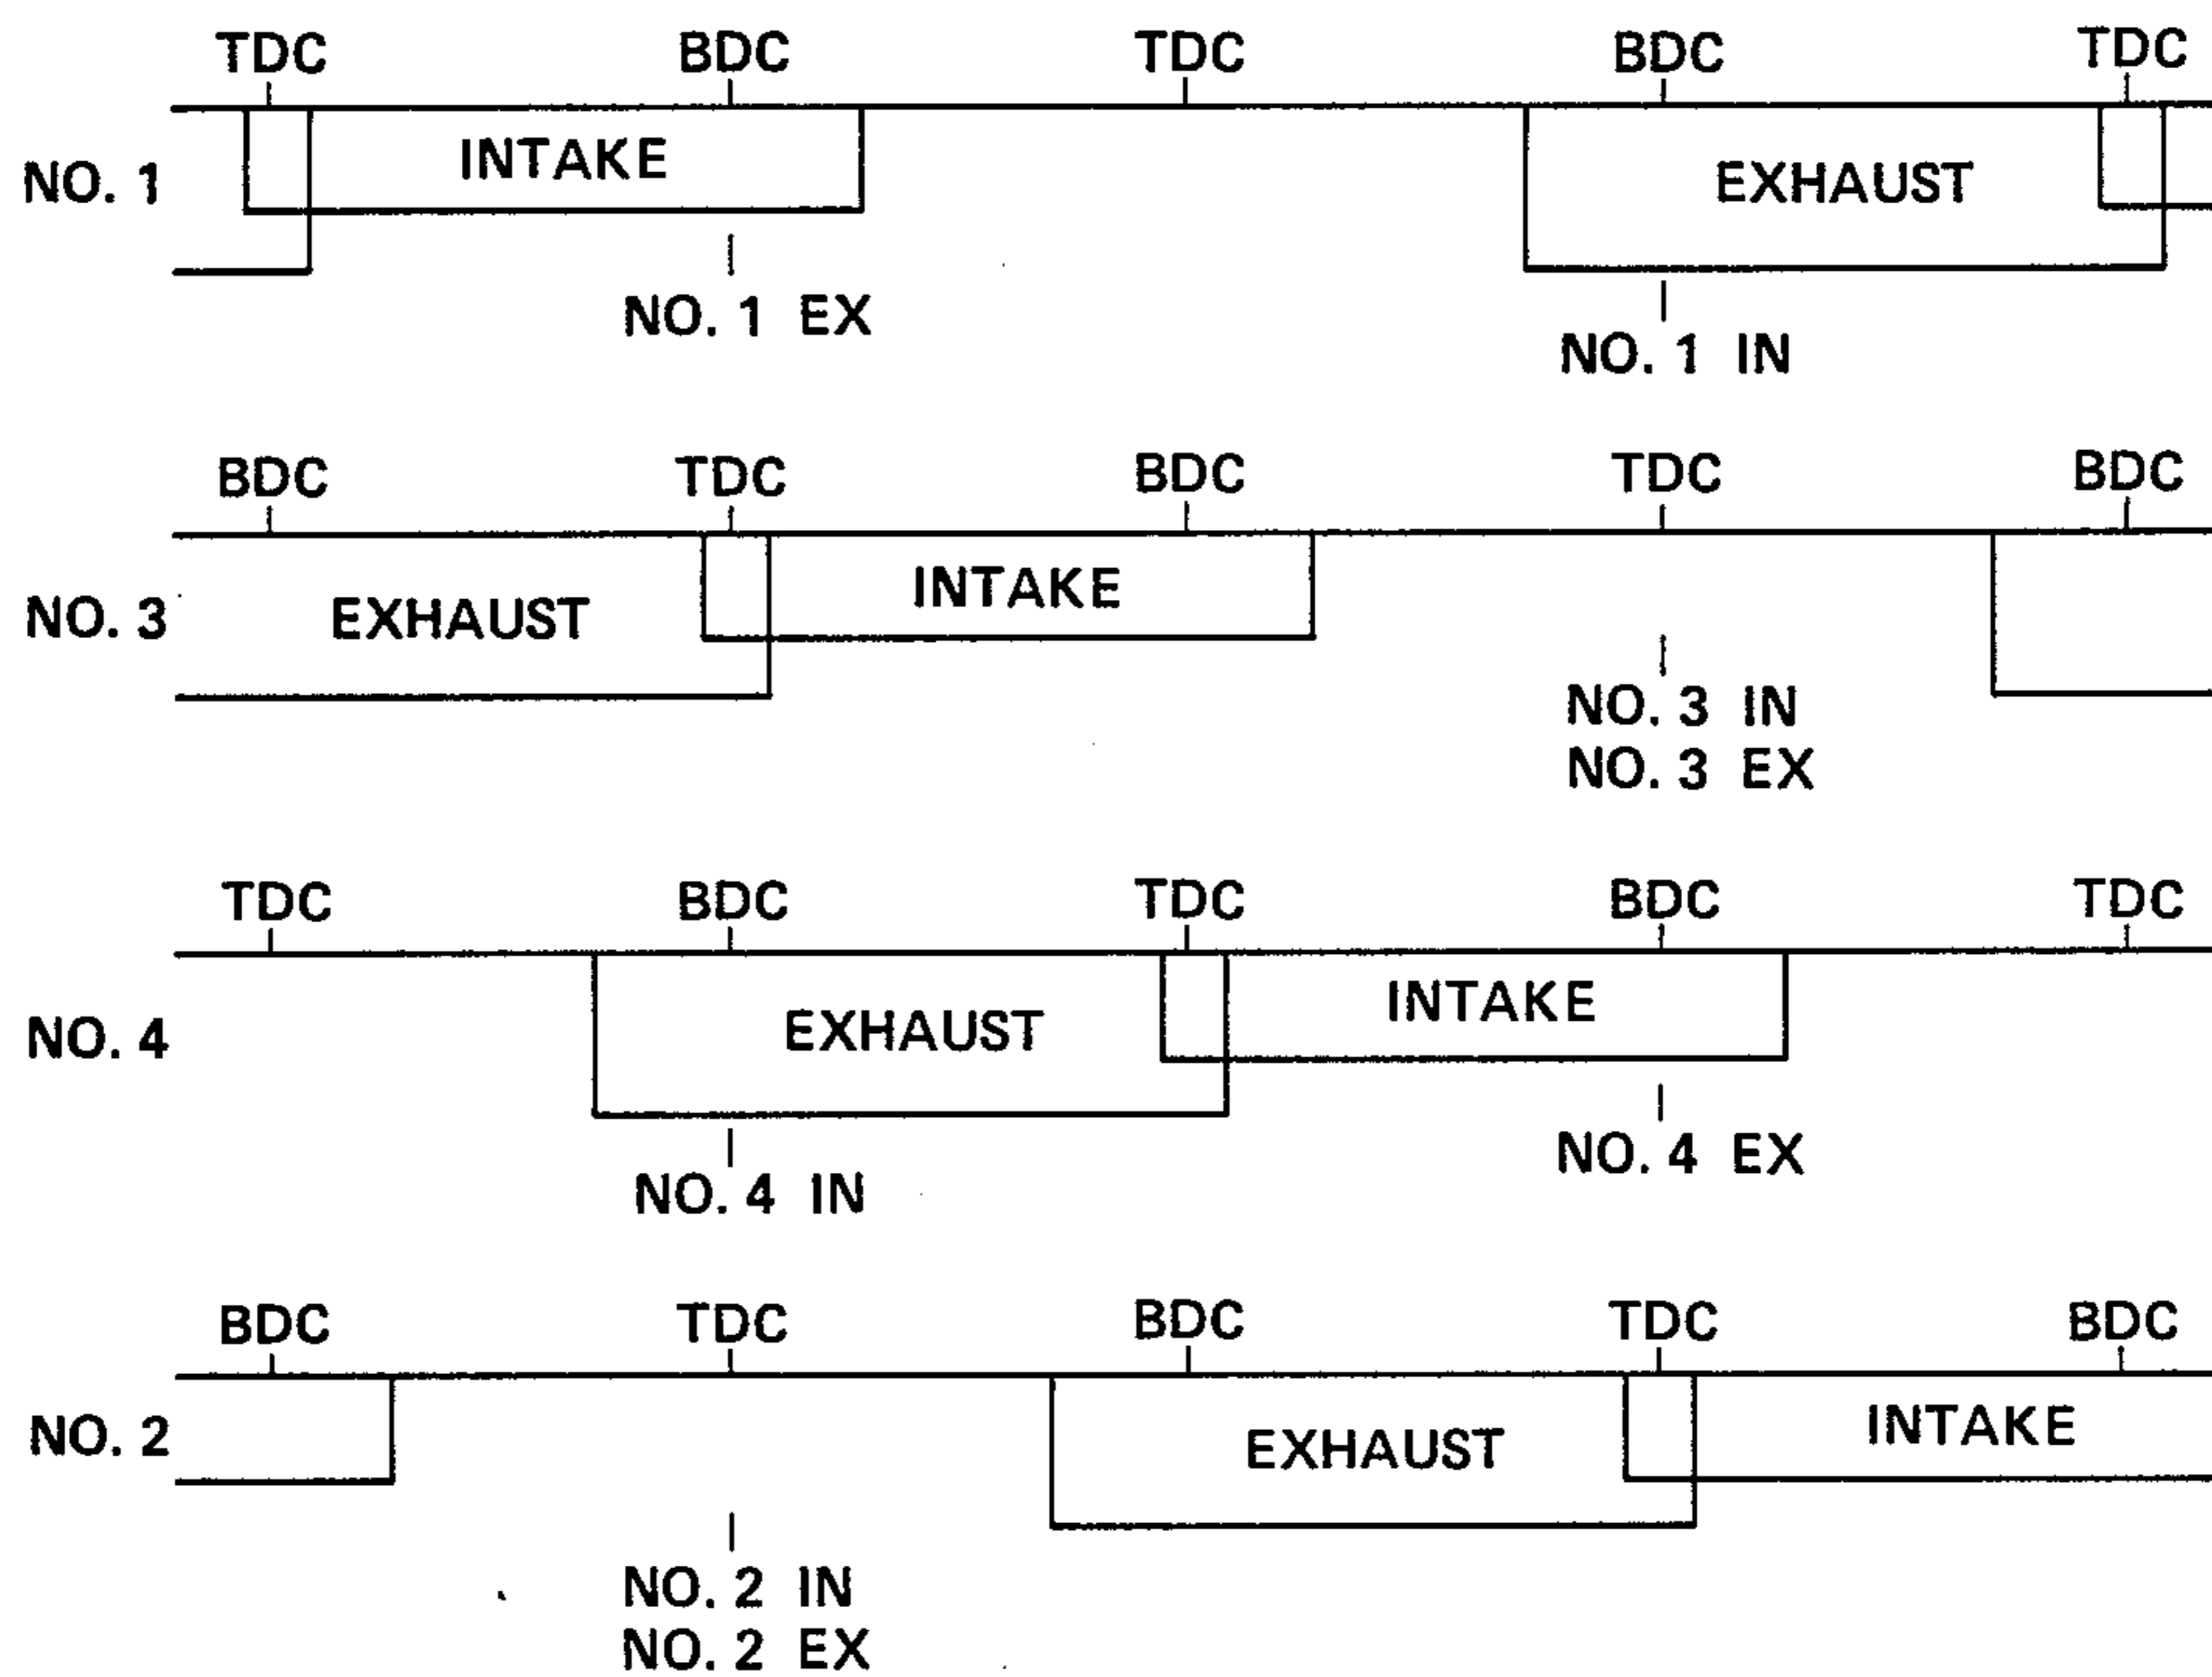 TDC BDC TDC BDC TDC
NO. 1 INTAKE EXHAUST
NO. 1 EX
NO. 1 IN
BDC TDC BDC TDC BDC
NO. 3 EXHAUST INTAKE
NO. 3 IN
NO. 3 EX
TDC BDC TDC BDC TDC
NO. 4 EXHAUST INTAKE
NO. 4 EX
NO. 4 IN
BDC TDC BDC TDC BDC
NO. 2 EXHAUST INTAKE
NO. 2 IN
NO. 2 EX